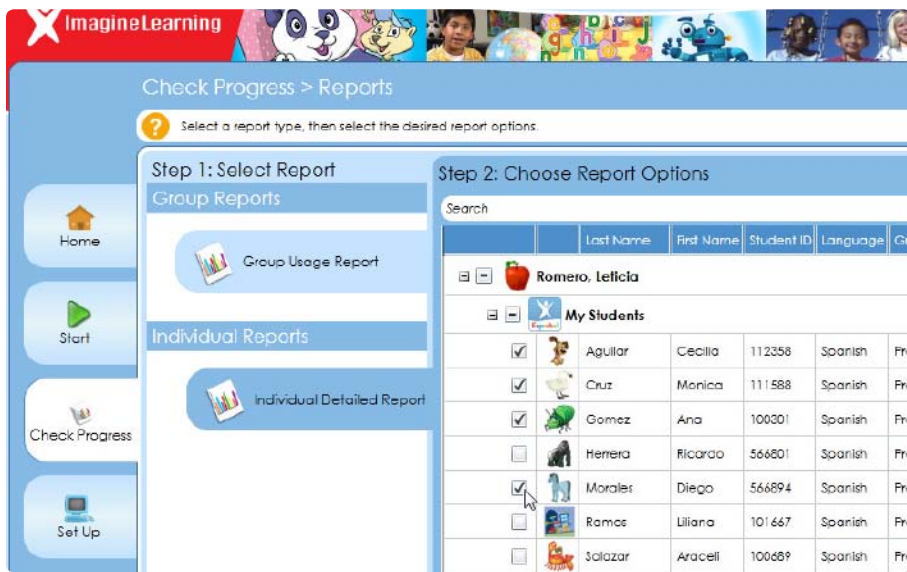 ImagineLearning
Check Progress > Reports
? Select a report type, then select the desired report options.
Step 1: Select Report
Group Reports
Group Usage Report
Individual Reports
Individual Detailed Report
Home
Start
Check Progress
Set Up
Step 2: Choose Report Options
Search
Last Name First Name Student ID Language
Romero, Leticia
My Students
Aguilar Cecilia 112358 Spanish
Cruz Monica 111588 Spanish
Gomez Ana 100301 Spanish
Herrera Ricardo 566801 Spanish
Morales Diego 566894 Spanish
Ramos Liliana 101667 Spanish
Salazar Araceli 100689 Spanish